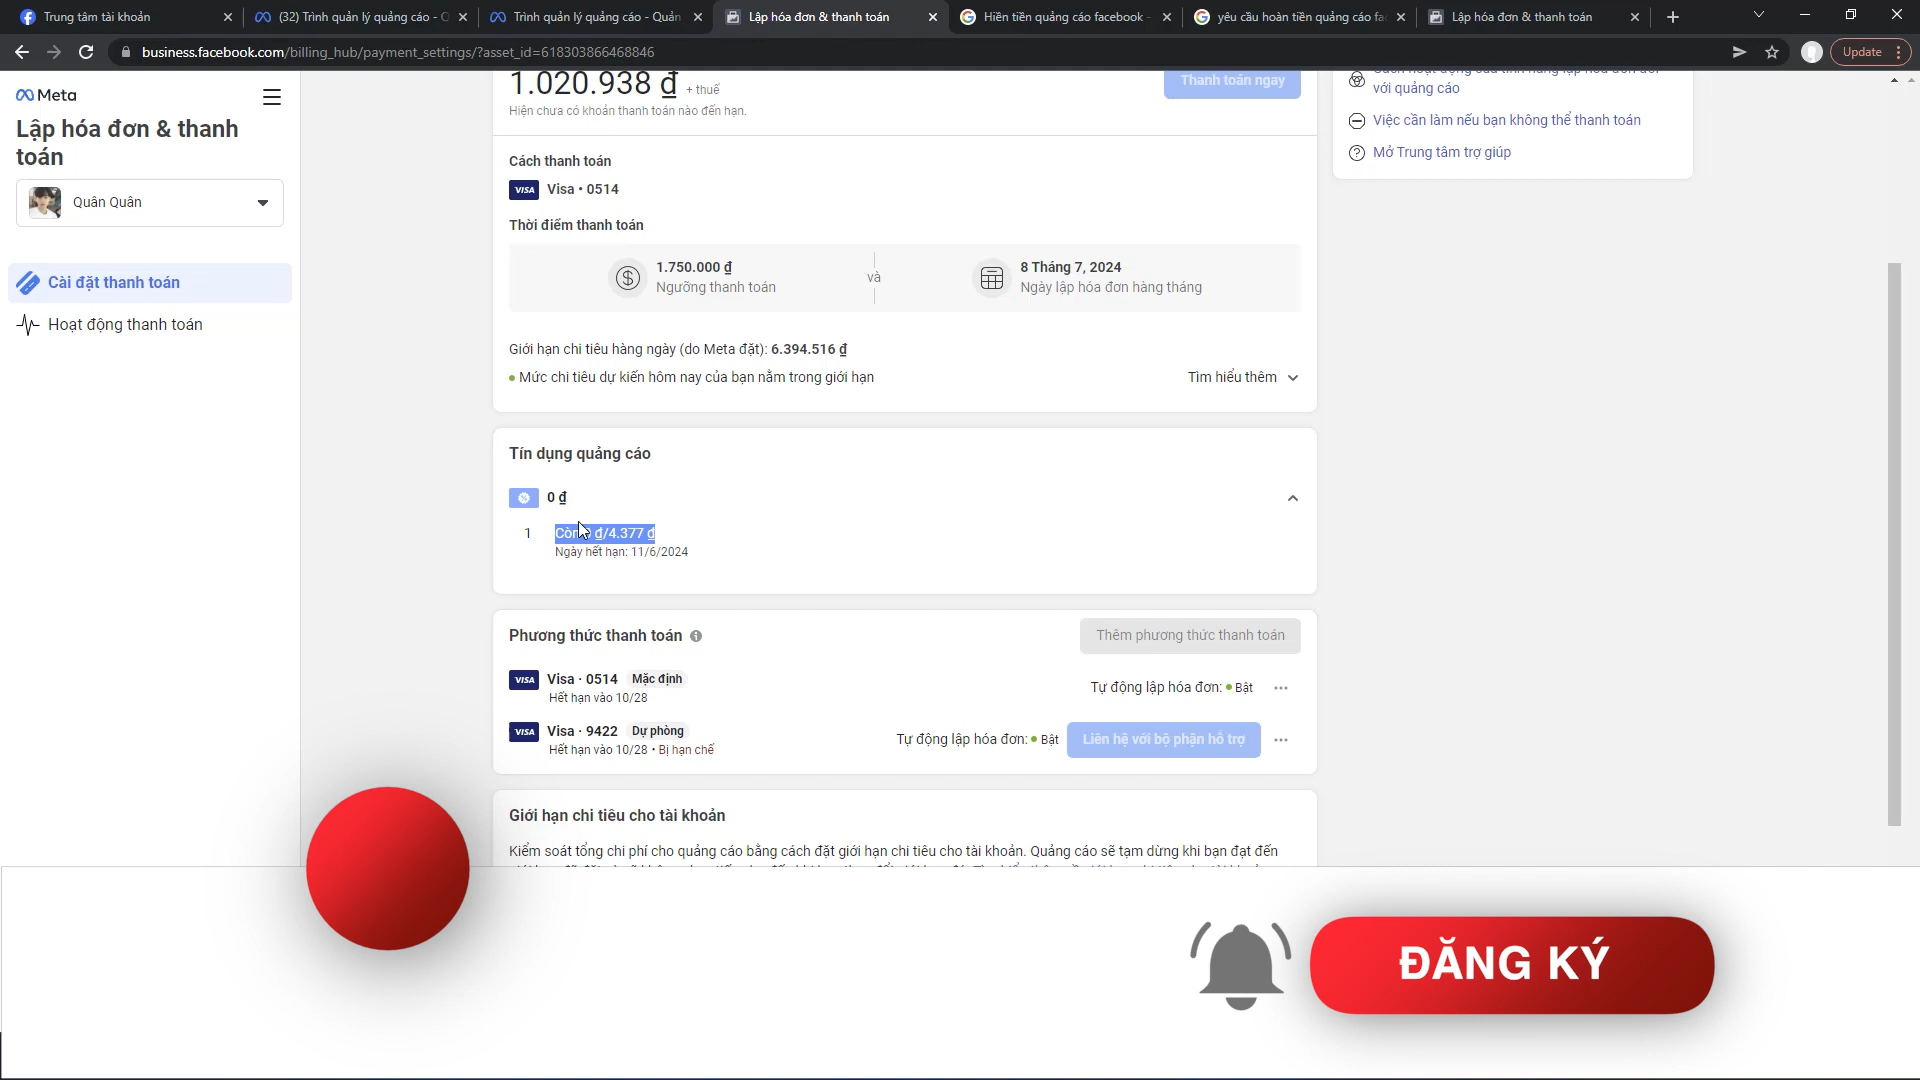 Trung tâm tài khoản
(32) Trình quản lý quảng cáo - Q
Trình quản lý quảng cáo - Quản
Lập hóa đơn & thanh toán
Hiển tiền quảng cáo facebook -
yêu cầu hoàn tiền quảng cáo fa
Lập hóa đơn & thanh toán
business.facebook.com/billing_hub/payment_settings/?asset_id=618303866468846
Update
Meta
Lập hóa đơn & thanh
toán
Quân Quân
Cài đặt thanh toán
Hoạt động thanh toán
1.020.938 ₫ + thuế
Thanh toán ngay
Hiện chưa có khoản thanh toán nào đến hạn.
Cách thanh toán
VISA Visa • 0514
Thời điểm thanh toán
1.750.000 ₫
Ngưỡng thanh toán
và
8 Tháng 7, 2024
Ngày lập hóa đơn hàng tháng
Giới hạn chi tiêu hàng ngày (do Meta đặt): 6.394.516 ₫
Mức chi tiêu dự kiến hôm nay của bạn nằm trong giới hạn
Tìm hiểu thêm
Tín dụng quảng cáo
0 ₫
1
₫/4.377 ₫
Ngày hết hạn: 11/6/2024
Phương thức thanh toán
Thêm phương thức thanh toán
VISA Visa · 0514 Mặc định
Hết hạn vào 10/28
Tự động lập hóa đơn: Bật
VISA Visa · 9422 Dự phòng
Hết hạn vào 10/28 • Bị hạn chế
Tự động lập hóa đơn: Bật
Liên hệ với bộ phận hỗ trợ
Giới hạn chi tiêu cho tài khoản
Kiểm soát tổng chi phí cho quảng cáo bằng cách đặt giới hạn chi tiêu cho tài khoản. Quảng cáo sẽ tạm dừng khi bạn đạt đến
với quảng cáo
Việc cần làm nếu bạn không thể thanh toán
Mở Trung tâm trợ giúp
ĐĂNG KÝ